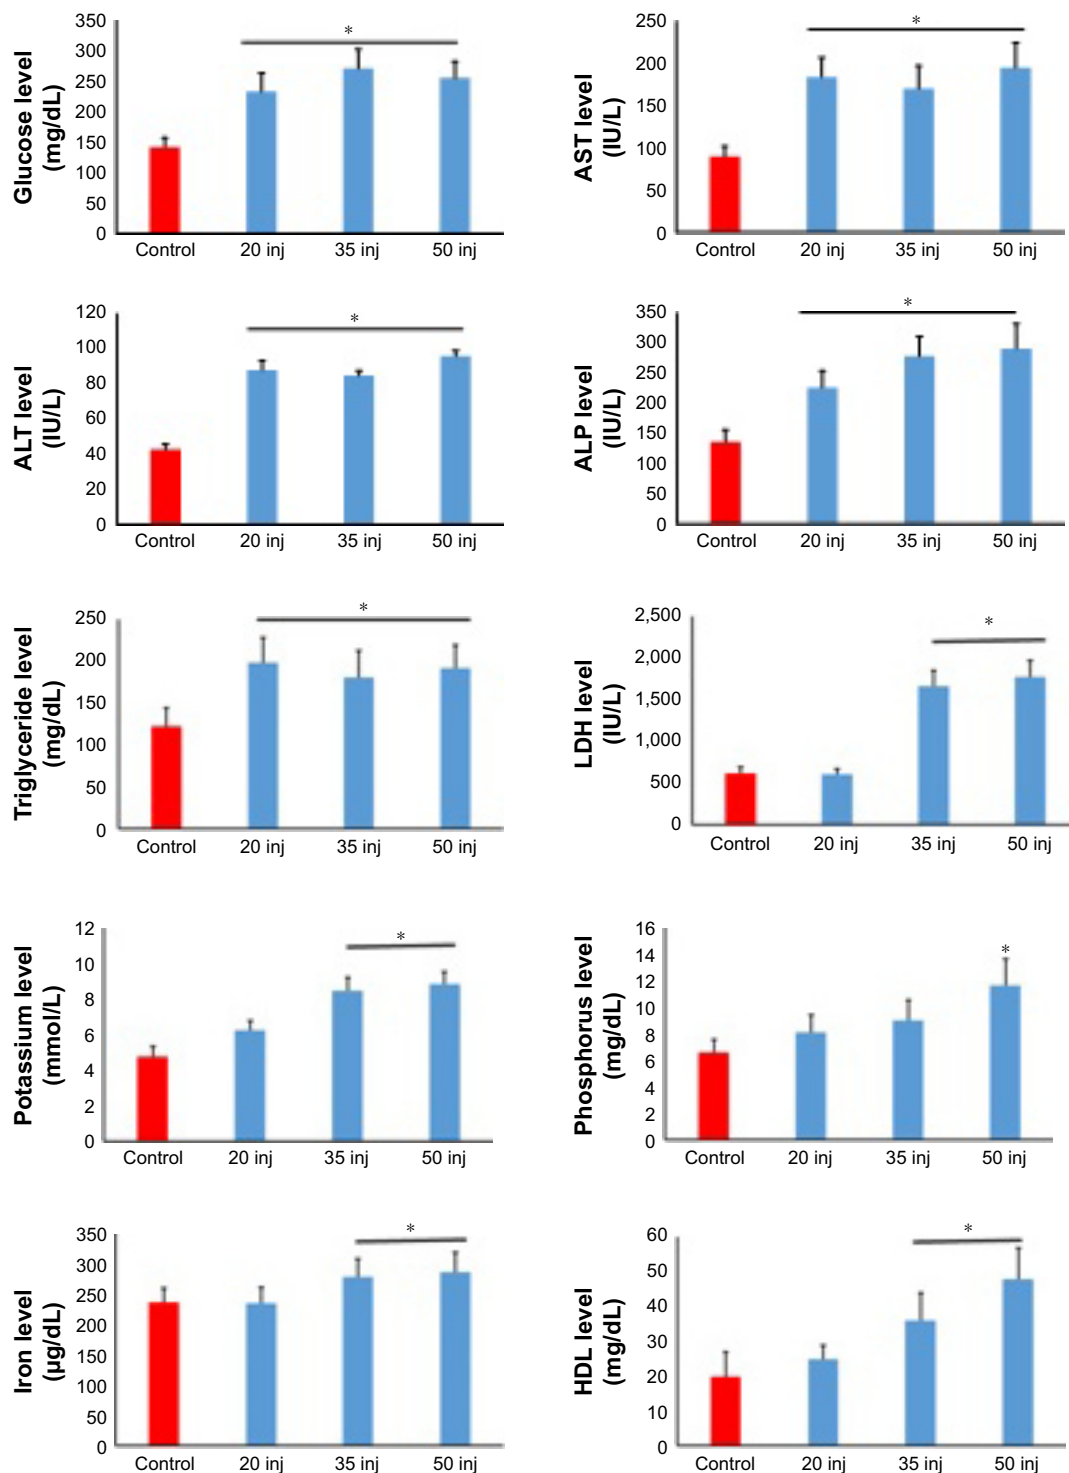 Glucose level
(mg/dL)
350
300
250
200
150
100
50
0
*
Control 20 inj 35 inj 50 inj
AST level
(IU/L)
250
200
150
100
50
0
*
Control 20 inj 35 inj 50 inj
ALT level
(IU/L)
120
100
80
60
40
20
0
*
Control 20 inj 35 inj 50 inj
ALP level
(IU/L)
350
300
250
200
150
100
50
0
*
Control 20 inj 35 inj 50 inj
Triglyceride level
(mg/dL)
250
200
150
100
50
0
*
Control 20 inj 35 inj 50 inj
LDH level
(IU/L)
2,500
2,000
1,500
1,000
500
0
*
Control 20 inj 35 inj 50 inj
Potassium level
(mmol/L)
12
10
8
6
4
2
0
*
Control 20 inj 35 inj 50 inj
Phosphorus level
(mg/dL)
16
14
12
10
8
6
4
2
0
*
Control 20 inj 35 inj 50 inj
Iron level
(µg/dL)
350
300
250
200
150
100
50
0
*
Control 20 inj 35 inj 50 inj
HDL level
(mg/dL)
60
50
40
30
20
10
0
*
Control 20 inj 35 inj 50 inj